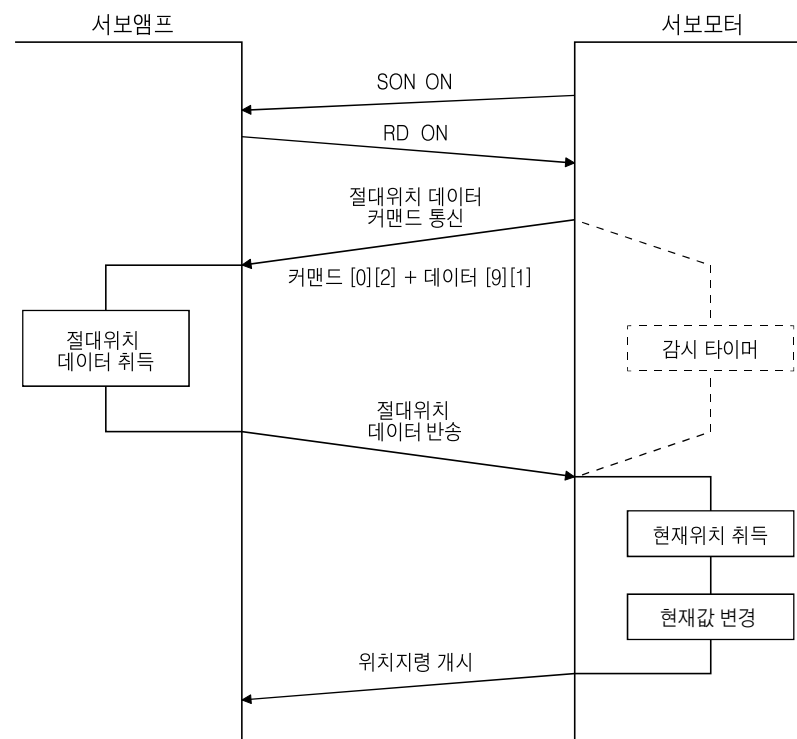 서보앰프
서보모터
SON ON
RD ON
절대위치 데이터
커맨드 통신
커맨드 [0][2] + 데이터 [9][1]
절대위치
데이터 취득
감시 타이머
절대위치
데이터 반송
현재위치 취득
현재값 변경
위치지령 개시